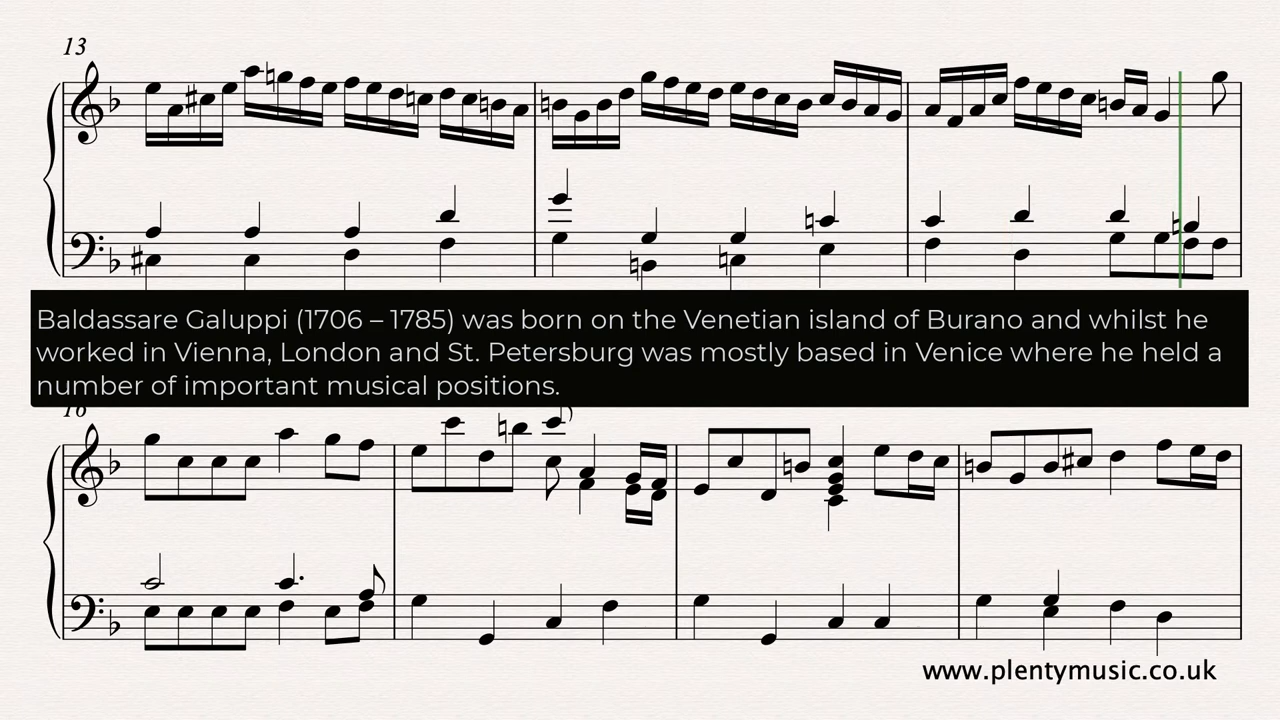 13
Baldassare Galuppi (1706 – 1785) was born on the Venetian island of Burano and whilst he
worked in Vienna, London and St. Petersburg was mostly based in Venice where he held a
number of important musical positions.
16
www.plentymusic.co.uk